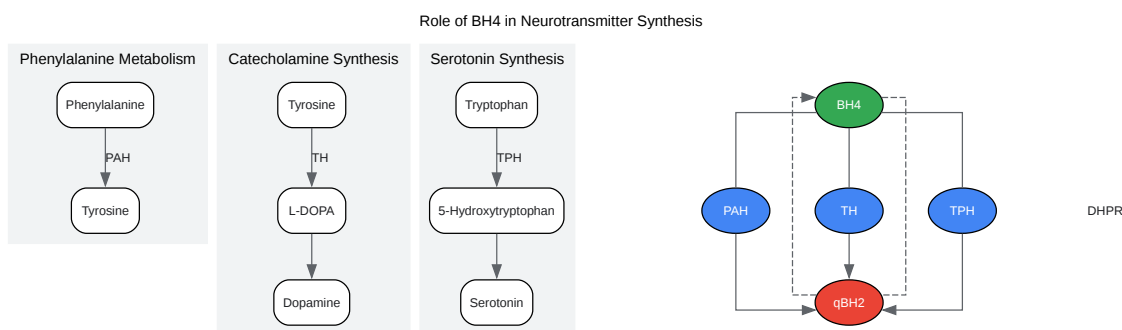 Role of BH4 in Neurotransmitter Synthesis
Phenylalanine Metabolism
Phenylalanine
PAH
Tyrosine
Catecholamine Synthesis
Tyrosine
TH
L-DOPA
Dopamine
Serotonin Synthesis
Tryptophan
TPH
5-Hydroxytryptophan
Serotonin
BH4
PAH
TH
TPH
DHPR
qBH2